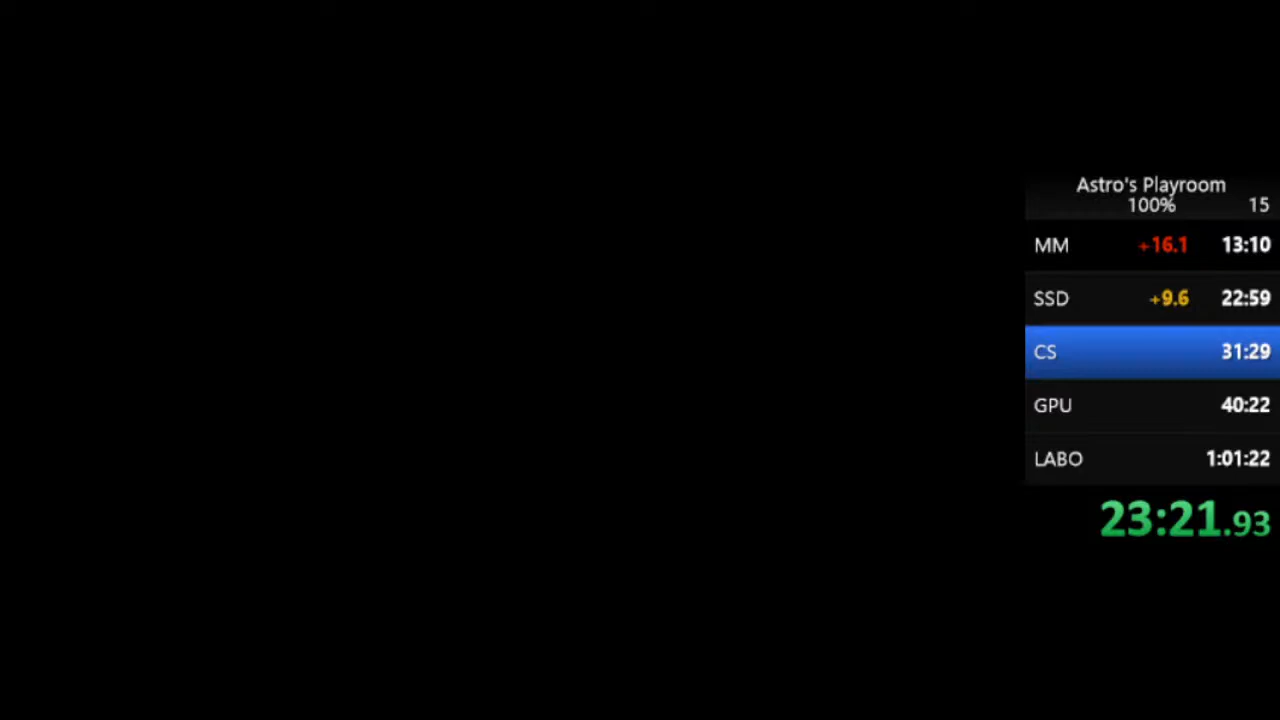 Astro's Playroom
100% 15
MM +16.1 13:10
SSD +9.6 22:59
CS 31:29
GPU 40:22
LABO 1:01:22
23:21.93